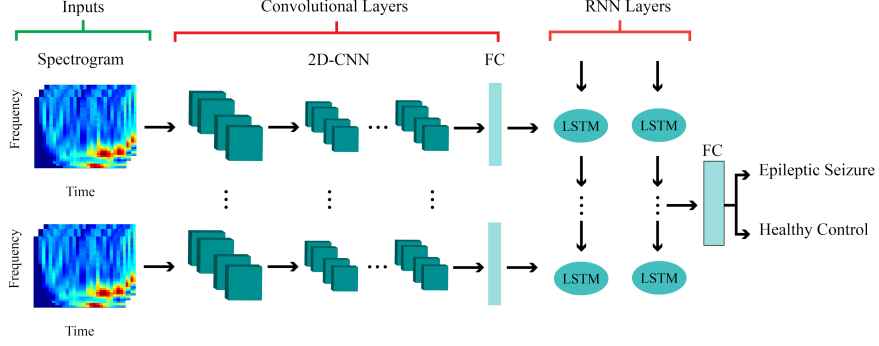 Inputs
Convolutional Layers
RNN Layers
Spectrogram
2D-CNN
FC
Frequency
Time
LSTM
LSTM
FC
Epileptic Seizure
Healthy Control
Frequency
Time
LSTM
LSTM